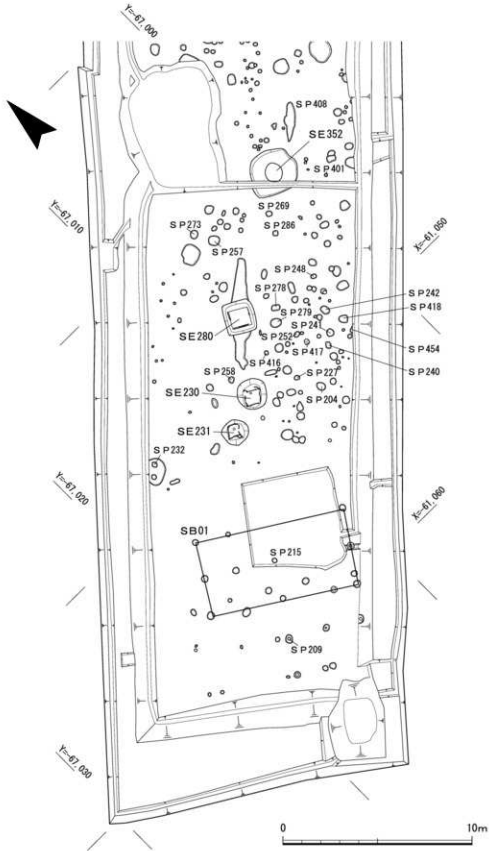 Y=-67,000
SP408
SE352
SP401
SP269
SP286
SP273
SP257
Y=-67,010
X=-61,050
SP248
SP278
SP242
SP418
SP279
SP241
SE280
SP252
SP454
SP417
SP416
SP240
SP258
SP227
SE230
SP204
SE231
SP232
Y=-67,020
X=-61,060
SB01
SP215
SP209
Y=-67,030
0 10m